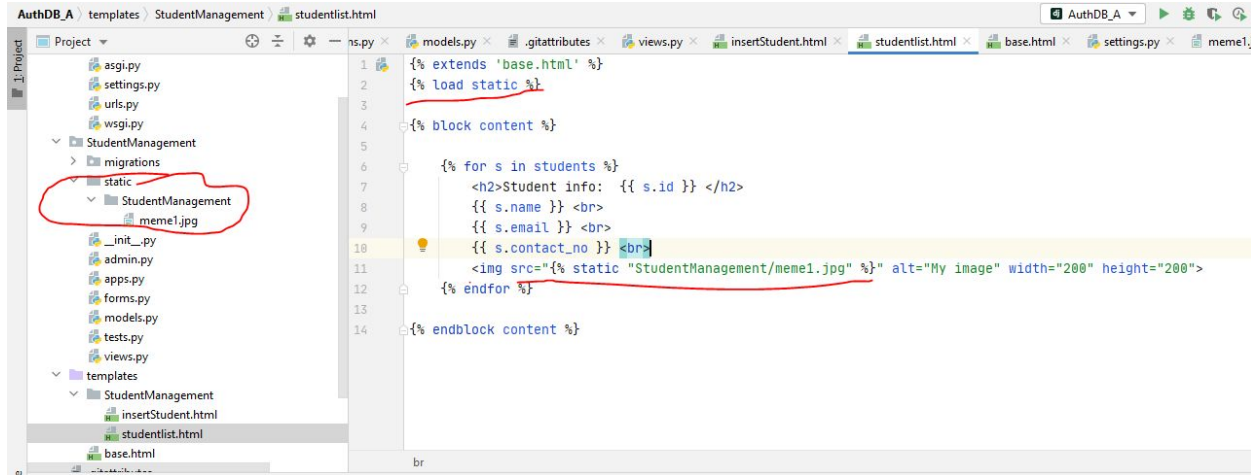 AuthDB_A templates StudentManagement studentlist.html AuthDB_A
1: Project
Project ns.py models.py .gitattributes views.py insertStudent.html studentlist.html base.html settings.py meme1.
asgi.py
settings.py
urls.py
wsgi.py
StudentManagement
migrations
static
StudentManagement
meme1.jpg
__init__.py
admin.py
apps.py
forms.py
models.py
tests.py
views.py
templates
StudentManagement
insertStudent.html
studentlist.html
base.html
1 {% extends 'base.html' %}
2 {% load static %}
3
4 {% block content %}
5
6 {% for s in students %}
7 <h2>Student info: {{ s.id }} </h2>
8 {{ s.name }} <br>
9 {{ s.email }} <br>
10 {{ s.contact_no }} <br>
11 <img src="{% static "StudentManagement/meme1.jpg" %}" alt="My image" width="200" height="200">
12 {% endfor %}
13
14 {% endblock content %}
br